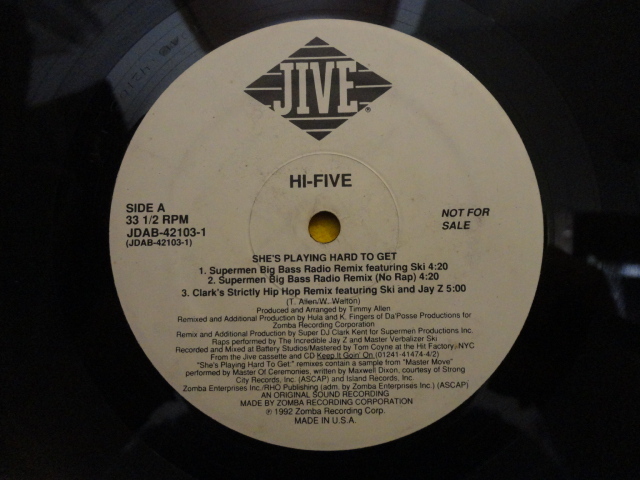 JIVE®
HI-FIVE
SIDE A
33 1/2 RPM
JDAB-42103-1
(JDAB-42103-1)
NOT FOR
SALE
SHE'S PLAYING HARD TO GET
1. Supermen Big Bass Radio Remix featuring Ski 4:20
2. Supermen Big Bass Radio Remix (No Rap) 4:20
3. Clark's Strictly Hip Hop Remix featuring Ski and Jay Z 5:00
(T. Allen/W. Walton)
Produced and Arranged by Timmy Allen
Remixed and Additional Production by Hula and K. Fingers of Da'Posse Productions for
Zomba Recording Corporation
Remix and Additional Production by Super DJ Clark Kent for Supermen Productions Inc.
Raps performed by The Incredible Jay Z and Master Verbalizer Ski
Recorded and Mixed at Battery Studios/Mastered by Tom Coyne at the Hit Factory, NYC
From the Jive cassette and CD Keep It Goin' On (01241-41474-4/2)
"She's Playing Hard To Get:" remixes contain a sample from "Master Move"
performed by Master Of Ceremonies, written by Maxwell Dixon, courtesy of Strong
City Records, Inc. (ASCAP) and Island Records, Inc.
Zomba Enterprises Inc./RHO Publishing (adm. by Zomba Enterprises Inc.) (ASCAP)
AN ORIGINAL SOUND RECORDING
MADE BY ZOMBA RECORDING CORPORATION
℗ 1992 Zomba Recording Corp.
MADE IN U.S.A.